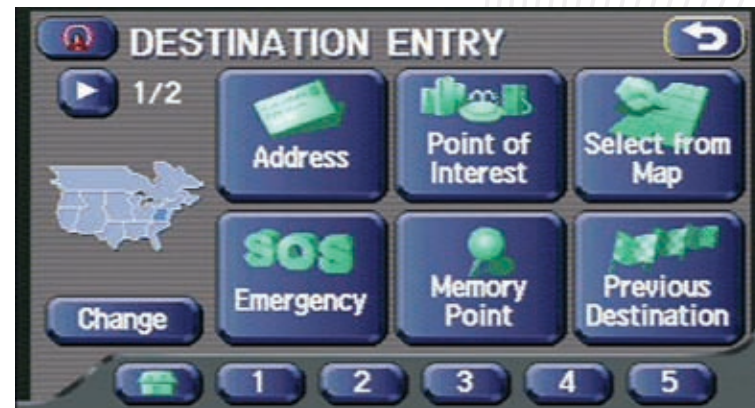 DESTINATION ENTRY
1/2
Address
Point of
Interest
Select from
Map
SOS
Emergency
Memory
Point
Previous
Destination
Change
1
2
3
4
5